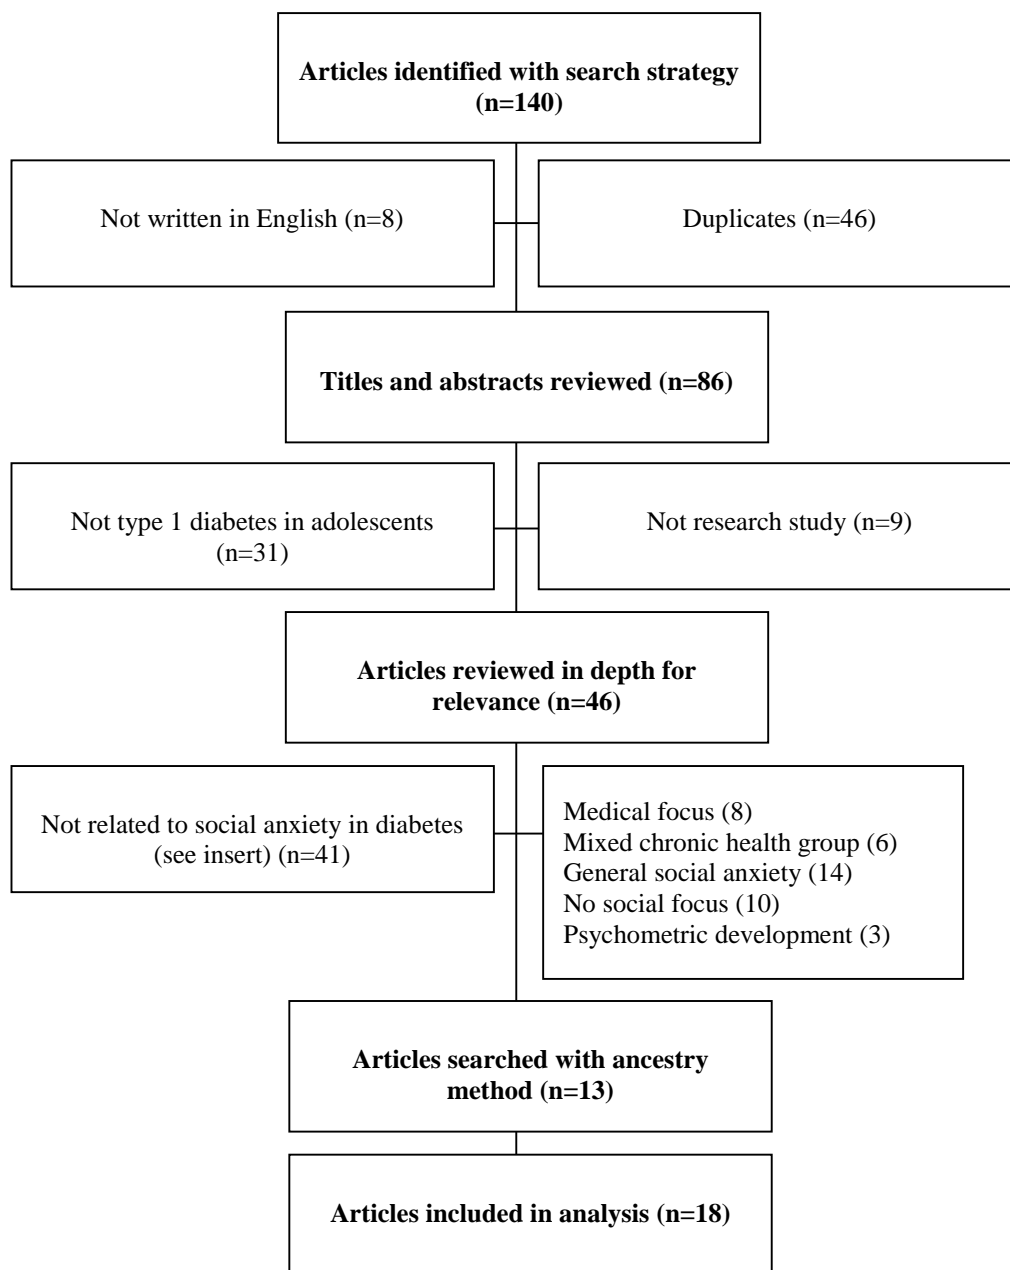 Articles identified with search strategy
(n=140)
Not written in English (n=8)
Duplicates (n=46)
Titles and abstracts reviewed (n=86)
Not type 1 diabetes in adolescents
(n=31)
Not research study (n=9)
Articles reviewed in depth for
relevance (n=46)
Not related to social anxiety in diabetes
(see insert) (n=41)
Medical focus (8)
Mixed chronic health group (6)
General social anxiety (14)
No social focus (10)
Psychometric development (3)
Articles searched with ancestry
method (n=13)
Articles included in analysis (n=18)